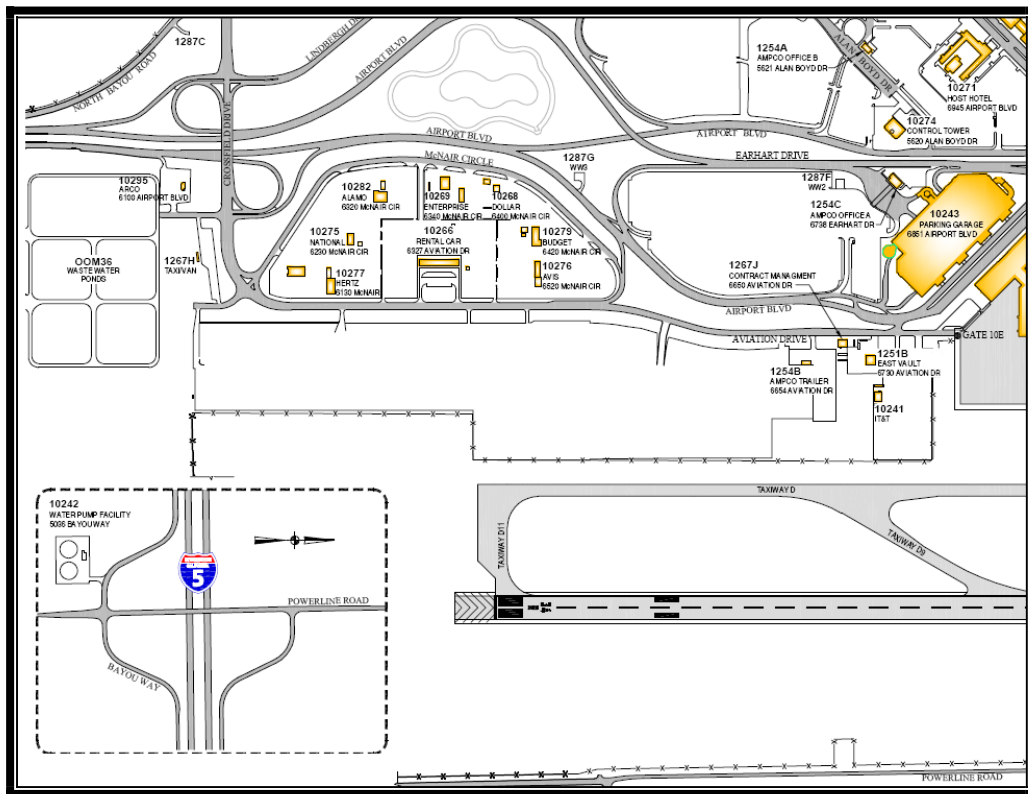 1287C
NORTH BAYOU ROAD
LINDBERGH DR
AIRPORT BLVD
CROSSFIELD DRIVE
1254A
AMPCO OFFICE B
5621 ALAN BOYD DR
ALAN BOYD DR
10271
HOST HOTEL
6945 AIRPORT BLVD
10274
CONTROL TOWER
5620 ALAN BOYD DR
AIRPORT BLVD
AIRPORT BLVD
McNAIR CIRCLE
EARHART DRIVE
1287G
WW3
1287F
WW2
1254C
AMPCO OFFICE A
6738 EARHART DR
10243
PARKING GARAGE
6851 AIRPORT BLVD
10295
ARCO
6100 AIRPORT BLVD
10282
ALAMO
6320 McNAIR CIR
10269
ENTERPRISE
6340 McNAIR CIR
10268
DOLLAR
6400 McNAIR CIR
10275
NATIONAL
6230 McNAIR CIR
10266
RENTAL CAR
6327 AVIATION DR
10279
BUDGET
6420 McNAIR CIR
OOM36
WASTE WATER
PONDS
1267H
TAXI/VAN
10277
HERTZ
6130 McNAIR
10276
AVIS
6520 McNAIR CIR
1267J
CONTRACT MANAGMENT
6650 AVIATION DR
AIRPORT BLVD
AVIATION DRIVE
GATE 10E
1254B
AMPCO TRAILER
6654 AVIATION DR
1251B
EAST VAULT
6730 AVIATION DR
10241
IT&T
10242
WATER PUMP FACILITY
5036 BAYOU WAY
5
POWERLINE ROAD
BAYOU WAY
TAXIWAY D
TAXIWAY D11
TAXIWAY D9
POWERLINE ROAD